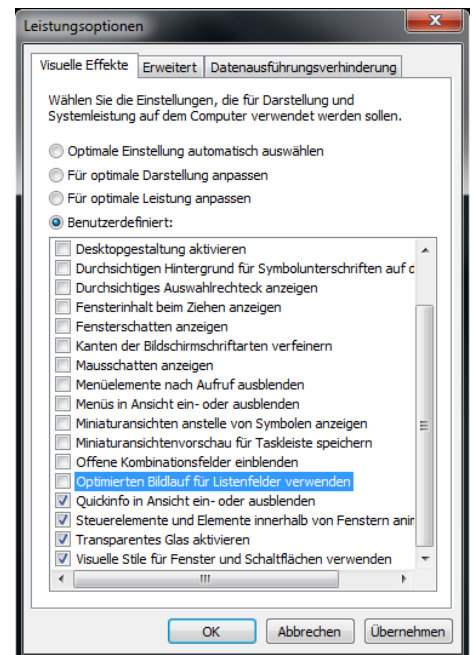 Leistungsoptionen
Visuelle Effekte Erweitert Datenausführungsverhinderung
Wählen Sie die Einstellungen, die für Darstellung und
Systemleistung auf dem Computer verwendet werden sollen.
Optimale Einstellung automatisch auswählen
Für optimale Darstellung anpassen
Für optimale Leistung anpassen
Benutzerdefiniert:
Desktopgestaltung aktivieren
Durchsichtigen Hintergrund für Symbolunterschriften auf d
Durchsichtiges Auswahlrechteck anzeigen
Fensterinhalt beim Ziehen anzeigen
Fensterschatten anzeigen
Kanten der Bildschirmschriftarten verfeinern
Mausschatten anzeigen
Menüelemente nach Aufruf ausblenden
Menüs in Ansicht ein- oder ausblenden
Miniaturansichten anstelle von Symbolen anzeigen
Miniaturansichtenvorschau für Taskleiste speichern
Offene Kombinationsfelder einblenden
Optimierten Bildlauf für Listenfelder verwenden
Quickinfo in Ansicht ein- oder ausblenden
Steuerelemente und Elemente innerhalb von Fenstern anir
Transparentes Glas aktivieren
Visuelle Stile für Fenster und Schaltflächen verwenden
OK Abbrechen Übernehmen